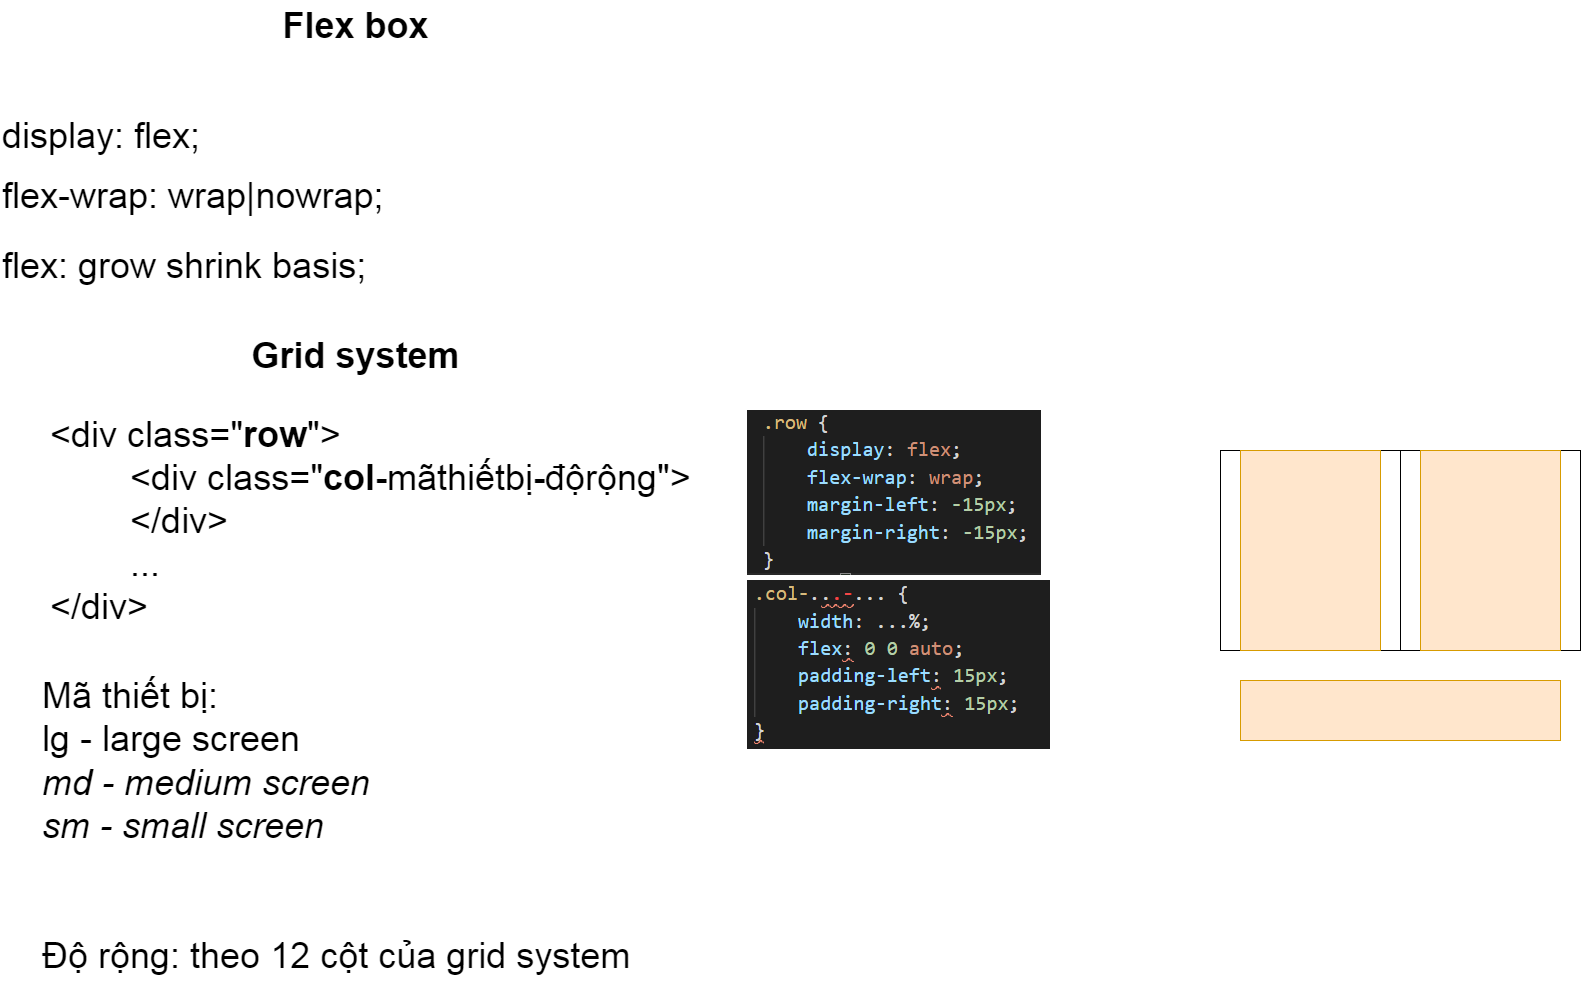 Flex box
display: flex;
flex-wrap: wrap|nowrap;
flex: grow shrink basis;
Grid system
<div class="row">
<div class="col-mãthiếtbị-độrộng">
</div>
...
</div>
Mã thiết bị:
lg - large screen
md - medium screen
sm - small screen
Độ rộng: theo 12 cột của grid system
.row {
display: flex;
flex-wrap: wrap;
margin-left: -15px;
margin-right: -15px;
}
.col-...-... {
width: ...%;
flex: 0 0 auto;
padding-left: 15px;
padding-right: 15px;
}